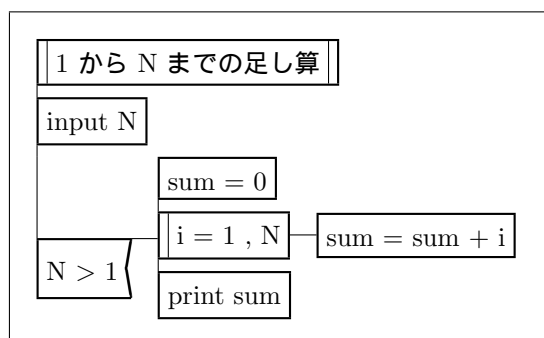 1 から N までの足し算
input N
sum = 0
i = 1 , N
sum = sum + i
N > 1
print sum